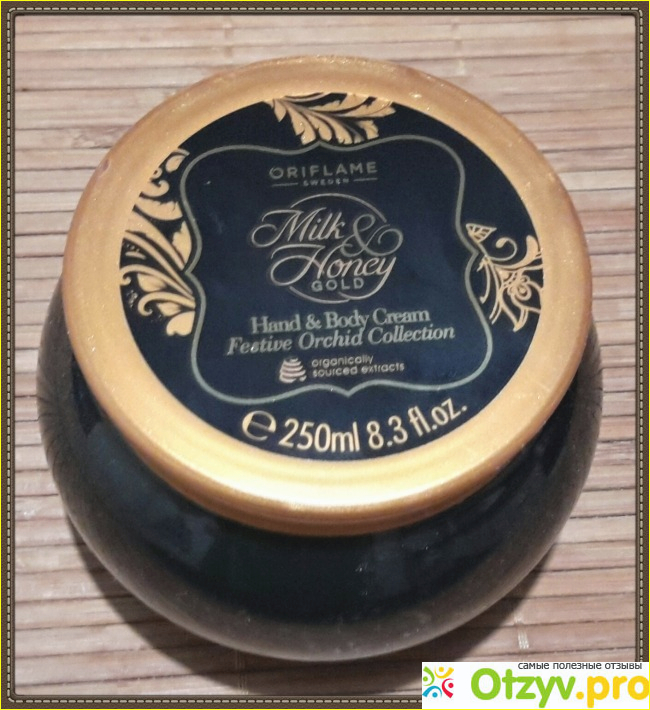 ORIFLAME
SWEDEN
Milk &
Honey
GOLD
Hand & Body Cream
Festive Orchid Collection
organically
sourced extracts
℮ 250ml 8.3 fl.oz.
самые полезные отзывы
Otzyv.pro